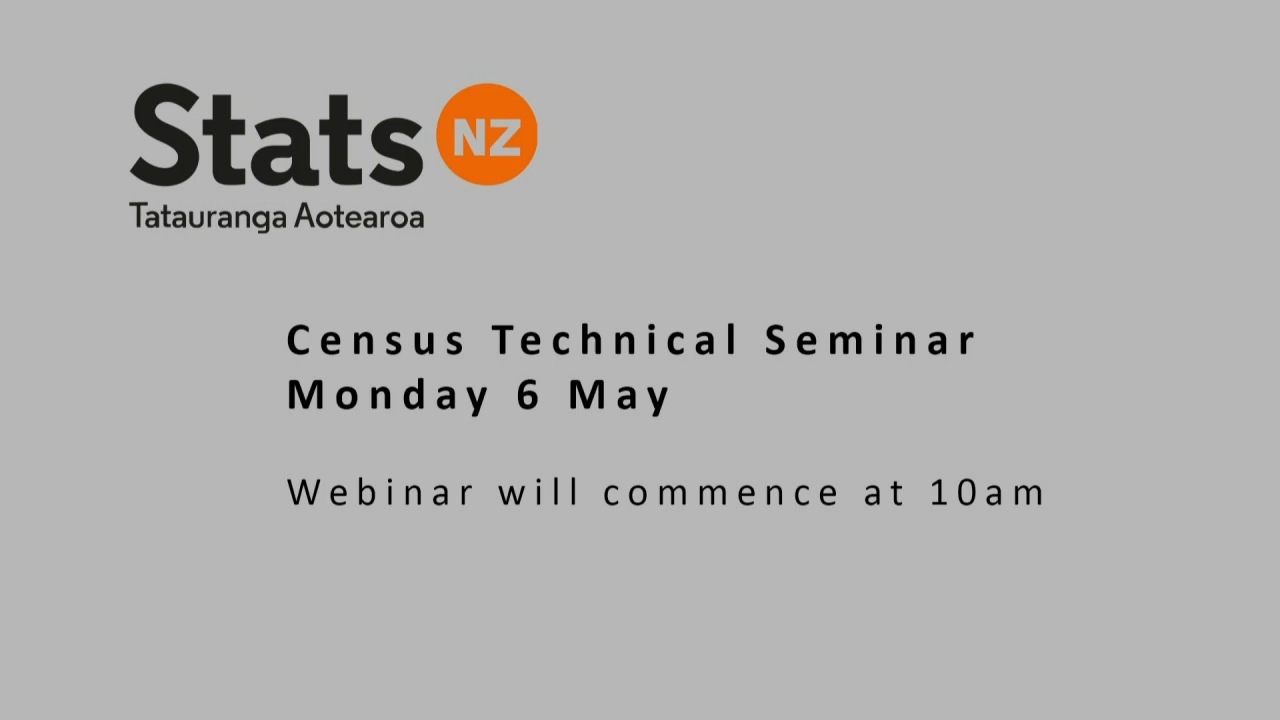 Stats NZ
Tatauranga Aotearoa
Census Technical Seminar
Monday 6 May
Webinar will commence at 10am